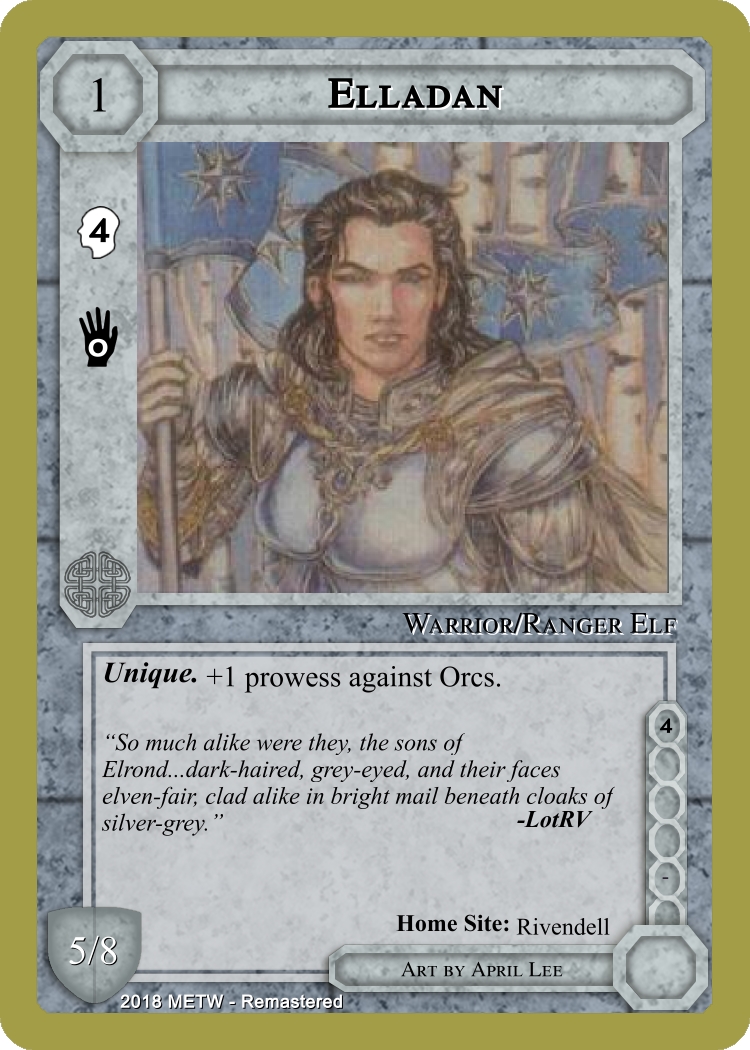 1
ELLADAN
4
0
WARRIOR/RANGER ELF
Unique. +1 prowess against Orcs.
4
“So much alike were they, the sons of
Elrond...dark-haired, grey-eyed, and their faces
elven-fair, clad alike in bright mail beneath cloaks of
silver-grey.” -LotRV
-
Home Site: Rivendell
5/8
ART BY APRIL LEE
2018 METW - Remastered